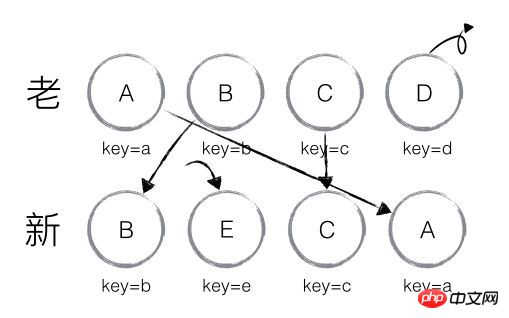 老 A B C D
key=a key=b key=c key=d
新 B E C A
key=b key=e key=c key=a
php 中文网